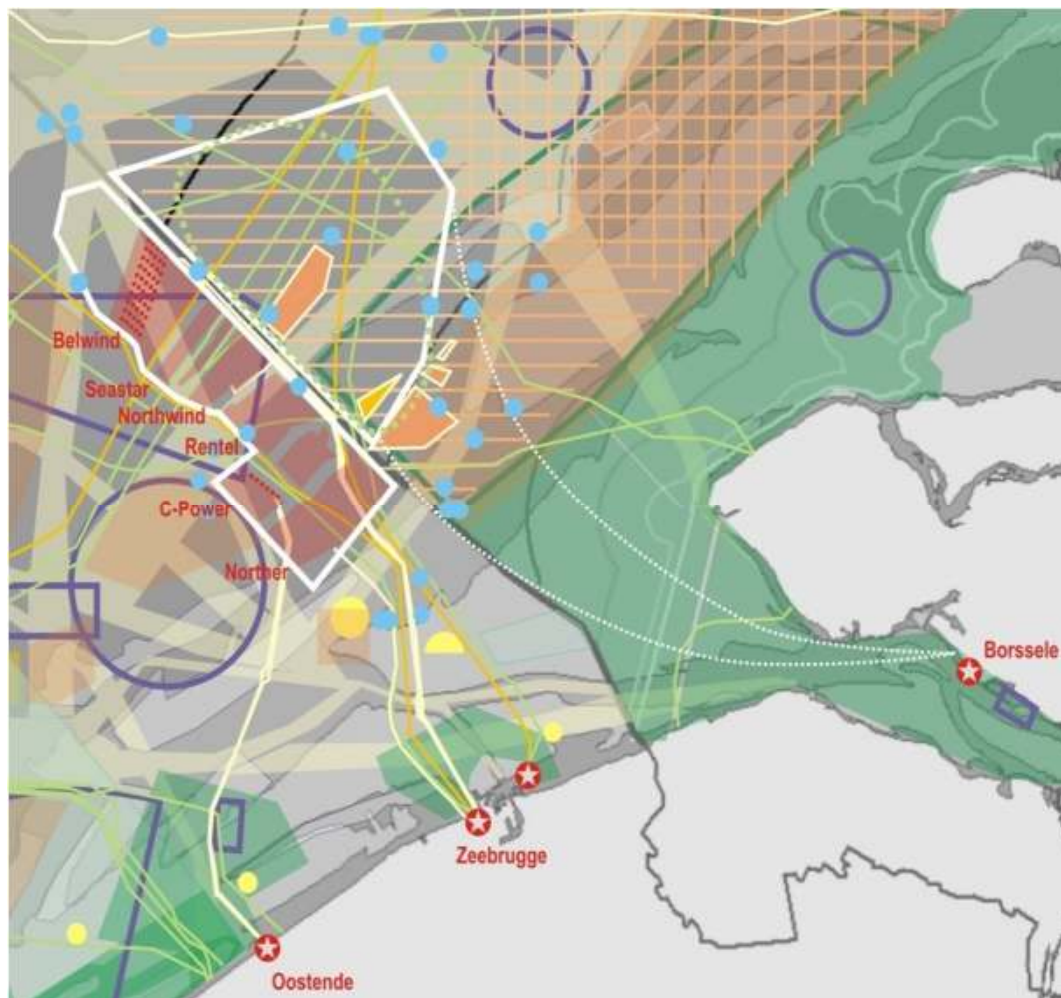 Belwind
Seastar
Northwind
Rentel
C-Power
Norther
Borssele
Zeebrugge
Oostende